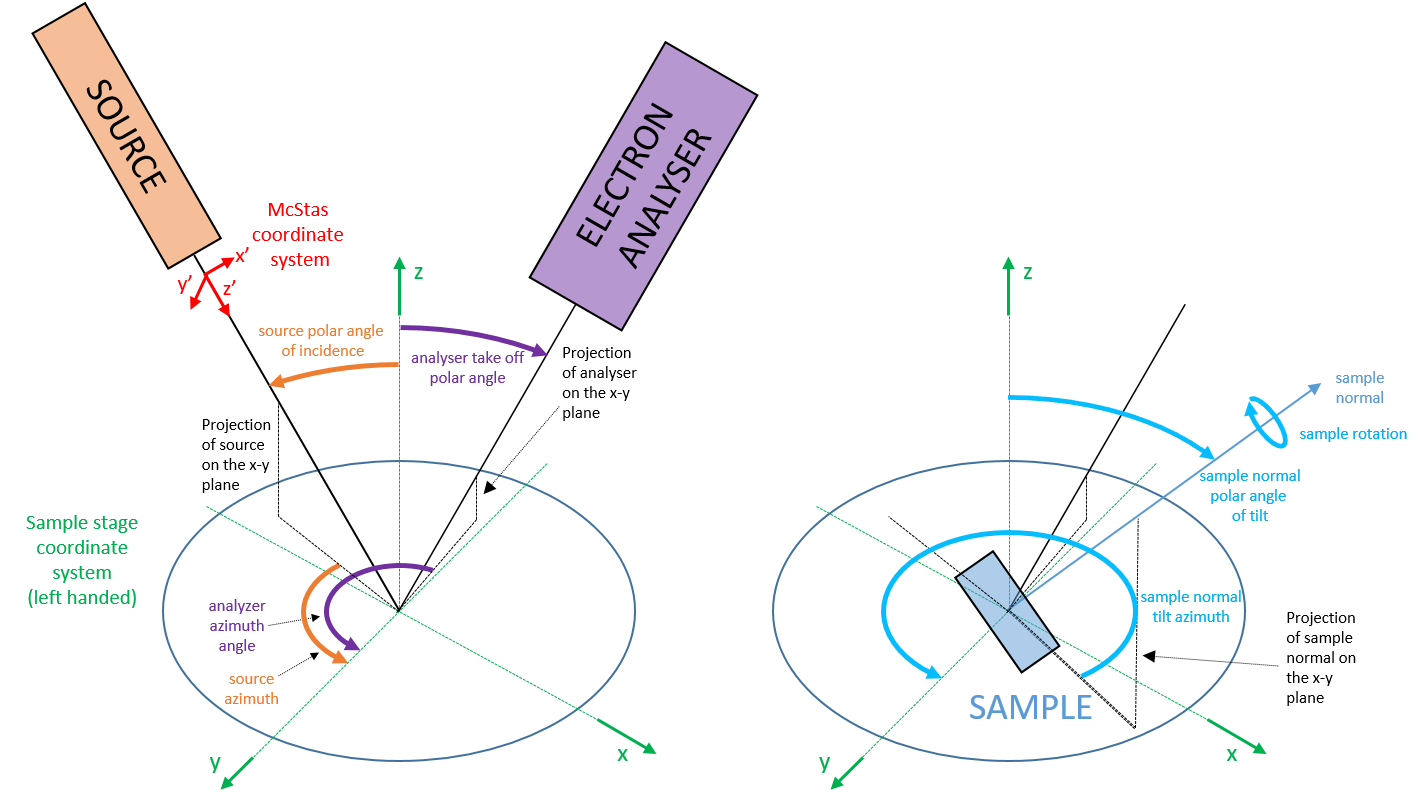 SOURCE
ELECTRON
ANALYSER
McStas
coordinate
system
x’
y’
z’
z
source polar angle
of incidence
analyser take off
polar angle
Projection
of analyser
on the x-y
plane
Projection
of source
on the x-y
plane
Sample stage
coordinate
system
(left handed)
analyzer
azimuth
angle
source
azimuth
y
x
z
sample
normal
sample rotation
sample normal
polar angle
of tilt
sample normal
tilt azimuth
Projection
of sample
normal on
the x-y
plane
SAMPLE
y
x